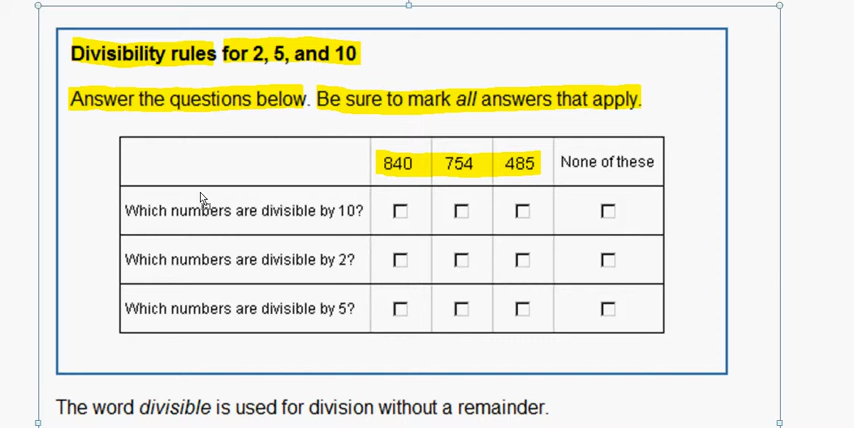 Divisibility rules for 2, 5, and 10
Answer the questions below. Be sure to mark all answers that apply.
840 754 485 None of these
Which numbers are divisible by 10?
Which numbers are divisible by 2?
Which numbers are divisible by 5?
The word divisible is used for division without a remainder.